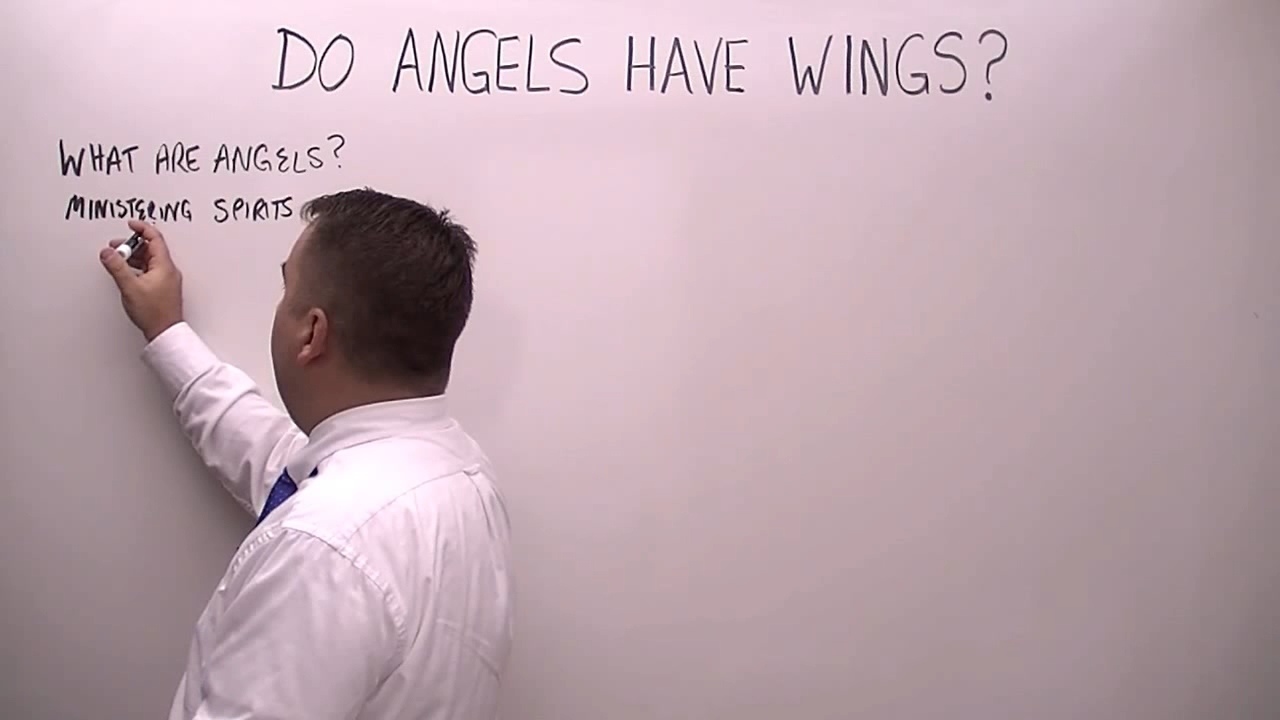 DO ANGELS HAVE WINGS?
WHAT ARE ANGELS?
MINISTERING SPIRITS